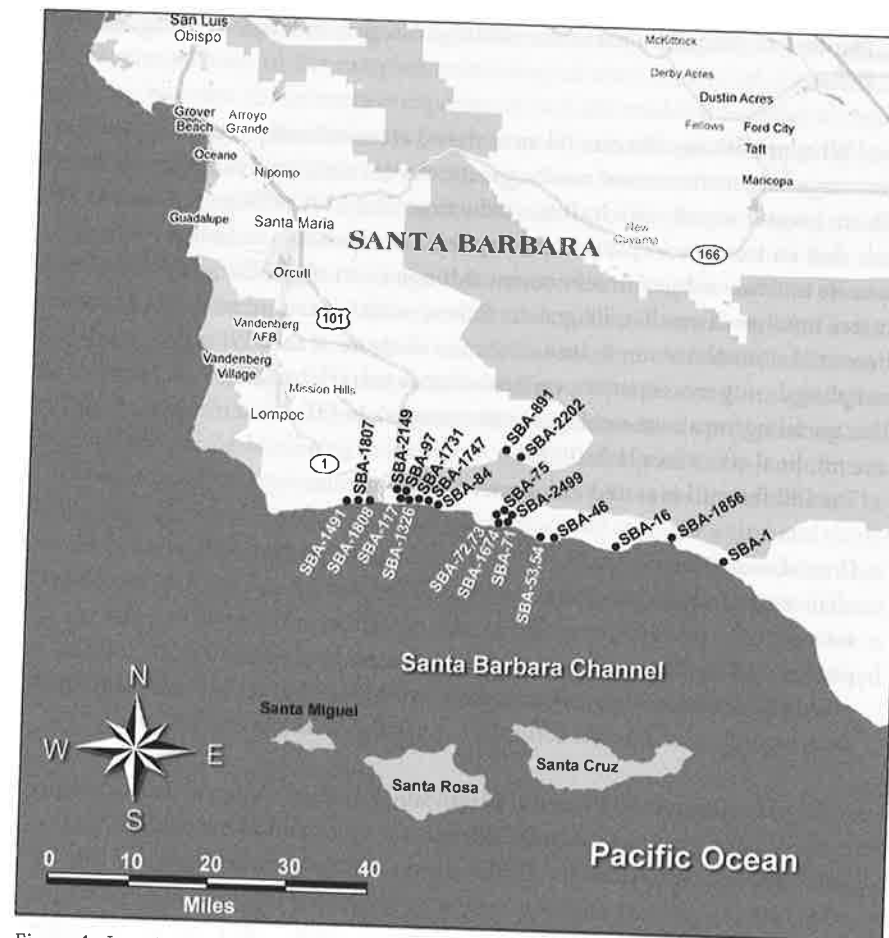 San Luis
Obispo
McKittrick
Derby Acres
Dustin Acres
Grover
Beach
Arroyo
Grande
Fellows
Ford City
Taft
Oceano
Nipomo
Maricopa
Guadalupe
Santa Maria
SANTA BARBARA
New
Cuyama
166
Orcutt
101
Vandenberg
AFB
Vandenberg
Village
Mission Hills
Lompoc
1
SBA-1807
SBA-2149
SBA-97
SBA-1731
SBA-1747
SBA-84
SBA-891
SBA-2202
SBA-75
SBA-2499
SBA-46
SBA-16
SBA-1856
SBA-1
SBA-1491
SBA-1808
SBA-117
SBA-1326
SBA-72,73
SBA-1674
SBA-71
SBA-53,54
Santa Barbara Channel
N
W E
S
Santa Miguel
Santa Rosa
Santa Cruz
Pacific Ocean
0 10 20 30 40
Miles